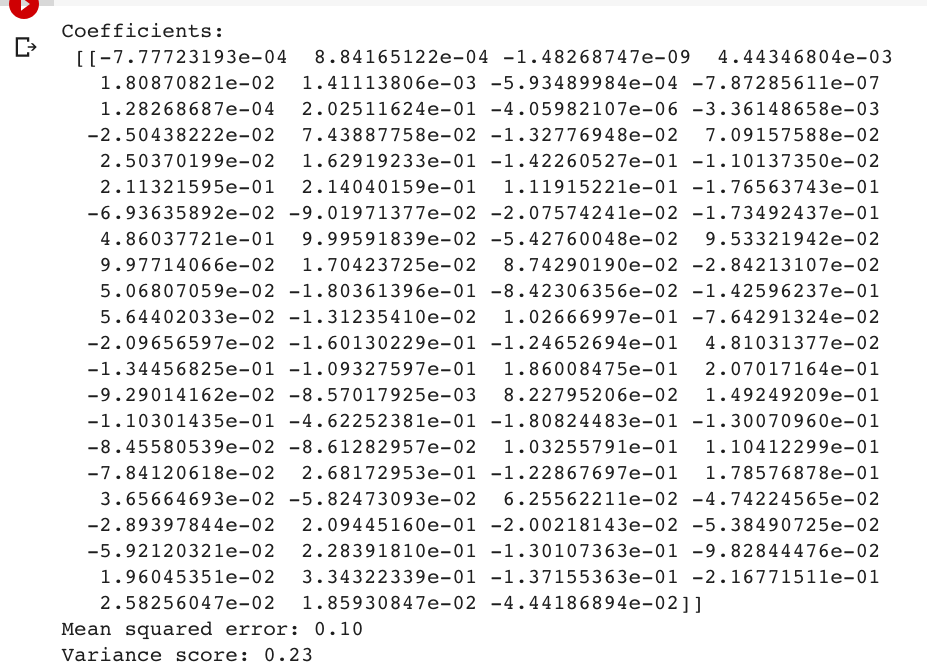 Coefficients:
[[-7.77723193e-04 8.84165122e-04 -1.48268747e-09 4.44346804e-03
1.80870821e-02 1.41113806e-03 -5.93489984e-04 -7.87285611e-07
1.28268687e-04 2.02511624e-01 -4.05982107e-06 -3.36148658e-03
-2.50438222e-02 7.43887758e-02 -1.32776948e-02 7.09157588e-02
2.50370199e-02 1.62919233e-01 -1.42260527e-01 -1.10137350e-02
2.11321595e-01 2.14040159e-01 1.11915221e-01 -1.76563743e-01
-6.93635892e-02 -9.01971377e-02 -2.07574241e-02 -1.73492437e-01
4.86037721e-01 9.99591839e-02 -5.42760048e-02 9.53321942e-02
9.97714066e-02 1.70423725e-02 8.74290190e-02 -2.84213107e-02
5.06807059e-02 -1.80361396e-01 -8.42306356e-02 -1.42596237e-01
5.64402033e-02 -1.31235410e-02 1.02666997e-01 -7.64291324e-02
-2.09656597e-02 -1.60130229e-01 -1.24652694e-01 4.81031377e-02
-1.34456825e-01 -1.09327597e-01 1.86008475e-01 2.07017164e-01
-9.29014162e-02 -8.57017925e-03 8.22795206e-02 1.49249209e-01
-1.10301435e-01 -4.62252381e-01 -1.80824483e-01 -1.30070960e-01
-8.45580539e-02 -8.61282957e-02 1.03255791e-01 1.10412299e-01
-7.84120618e-02 2.68172953e-01 -1.22867697e-01 1.78576878e-01
3.65664693e-02 -5.82473093e-02 6.25562211e-02 -4.74224565e-02
-2.89397844e-02 2.09445160e-01 -2.00218143e-02 -5.38490725e-02
-5.92120321e-02 2.28391810e-01 -1.30107363e-01 -9.82844476e-02
1.96045351e-02 3.34322339e-01 -1.37155363e-01 -2.16771511e-01
2.58256047e-02 1.85930847e-02 -4.44186894e-02]]
Mean squared error: 0.10
Variance score: 0.23